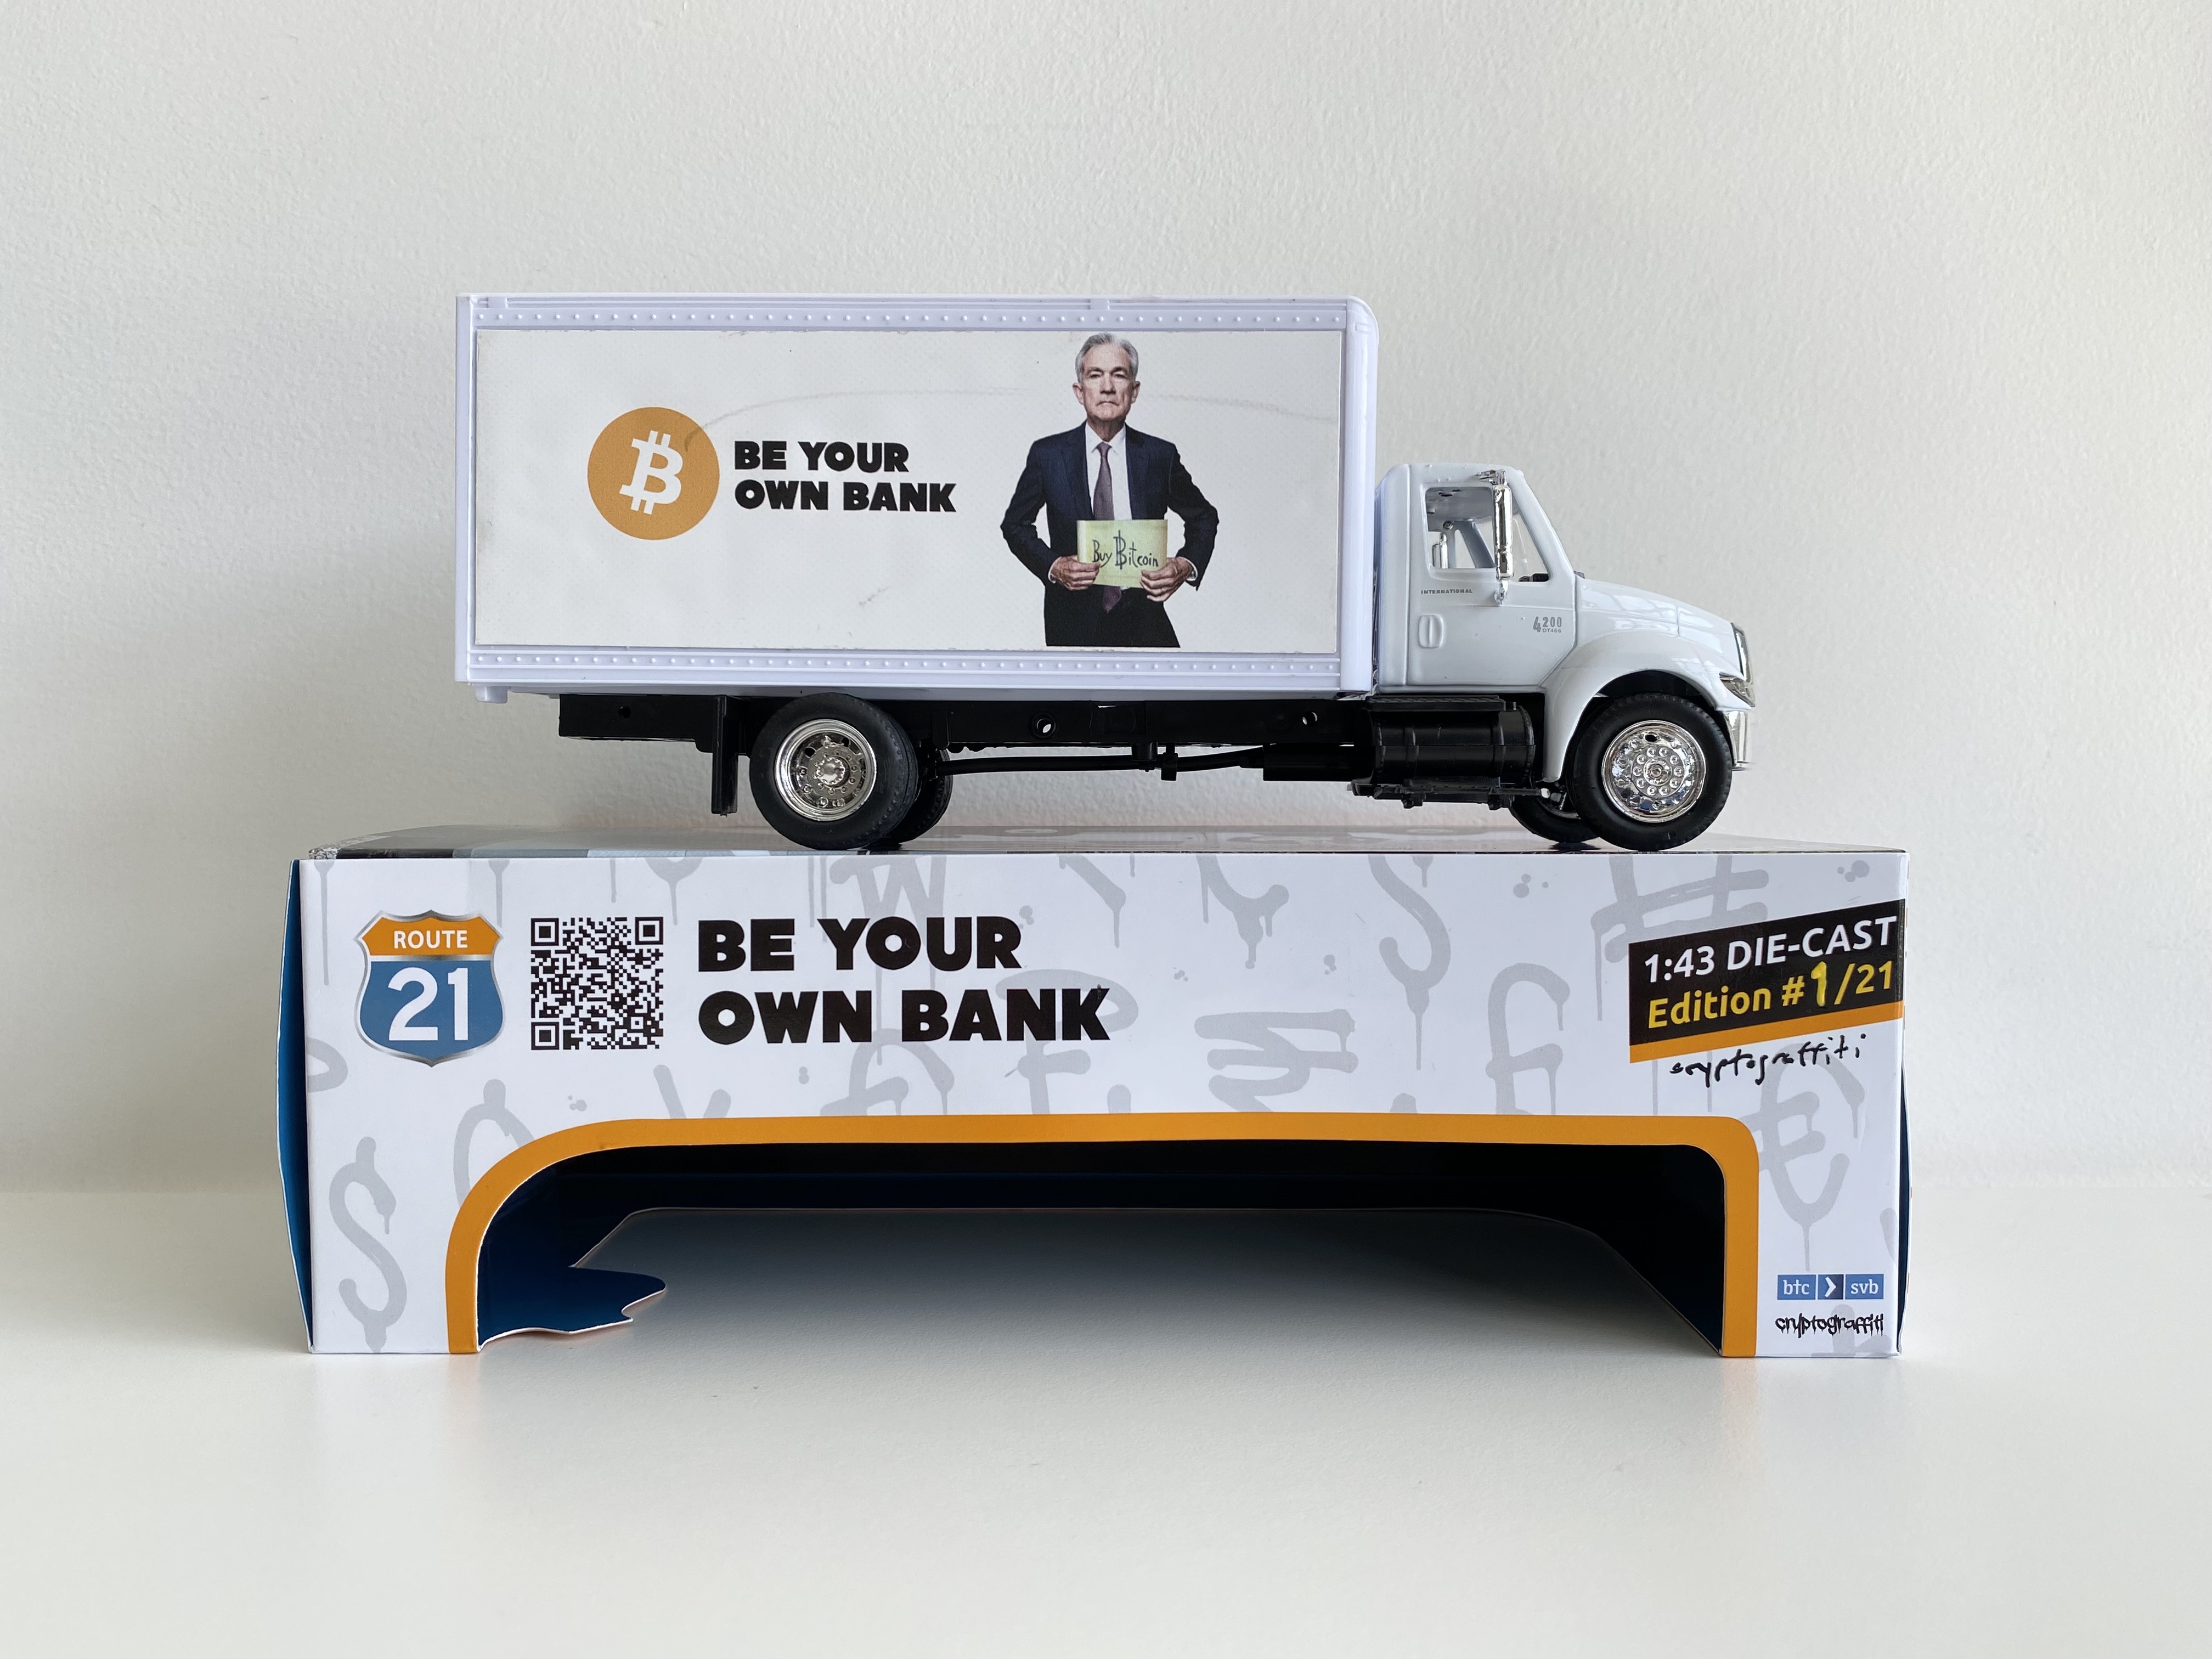 BE YOUR
OWN BANK
Buy Bitcoin
INTERNATIONAL
4200
ROUTE
21
BE YOUR
OWN BANK
1:43 DIE-CAST
Edition #1/21
cryptograffiti
btc svb
cryptograffiti